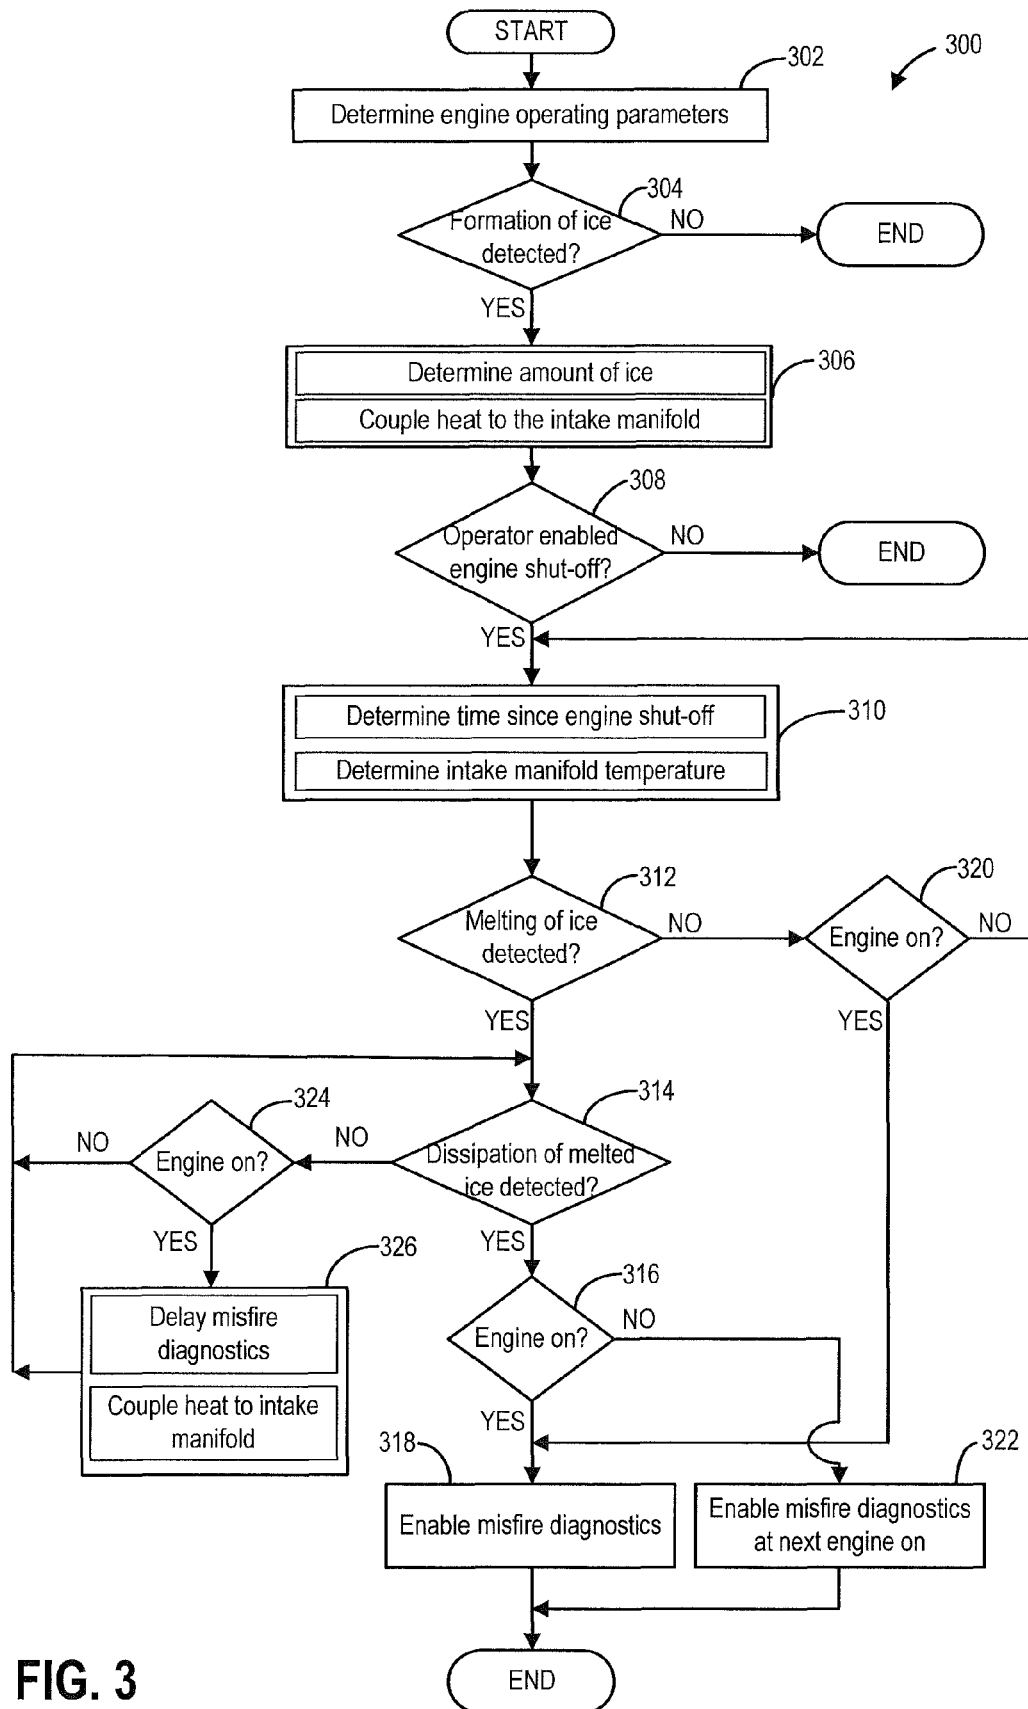 START
300
302
Determine engine operating parameters
304
Formation of ice
detected?
NO
END
YES
306
Determine amount of ice
Couple heat to the intake manifold
308
Operator enabled
engine shut-off?
NO
END
YES
310
Determine time since engine shut-off
Determine intake manifold temperature
312
Melting of ice
detected?
NO
320
Engine on?
NO
YES
YES
314
Dissipation of melted
ice detected?
NO
324
Engine on?
NO
YES
326
Delay misfire
diagnostics
Couple heat to intake
manifold
YES
316
Engine on?
NO
YES
318
Enable misfire diagnostics
322
Enable misfire diagnostics
at next engine on
END
FIG. 3